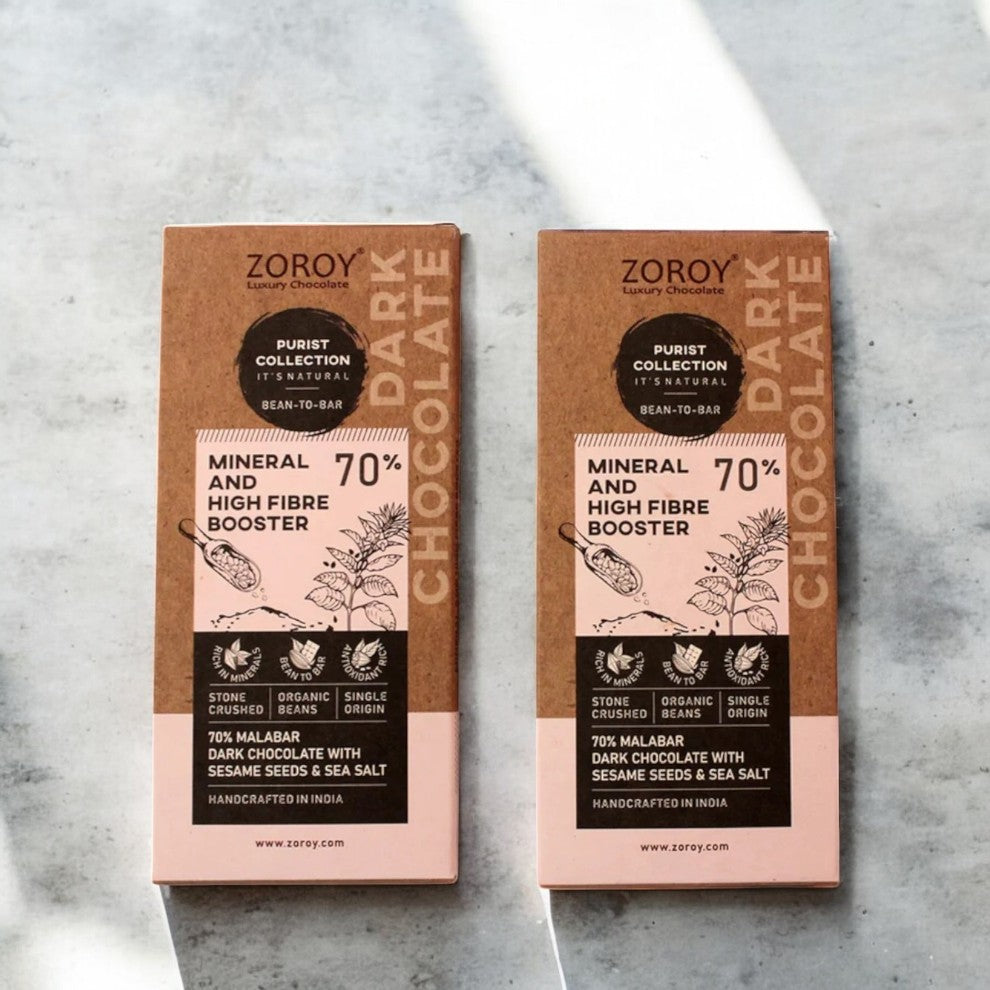 ZOROY®
Luxury Chocolate
DARK
CHOCOLATE
PURIST
COLLECTION
IT'S NATURAL
BEAN-TO-BAR
MINERAL
AND
HIGH FIBRE
BOOSTER
70%
RICH IN MINERALS
BEAN TO BAR
ANTIOXIDANT RICH
STONE
CRUSHED
ORGANIC
BEANS
SINGLE
ORIGIN
70% MALABAR
DARK CHOCOLATE WITH
SESAME SEEDS & SEA SALT
HANDCRAFTED IN INDIA
www.zoroy.com
ZOROY®
Luxury Chocolate
DARK
CHOCOLATE
PURIST
COLLECTION
IT'S NATURAL
BEAN-TO-BAR
MINERAL
AND
HIGH FIBRE
BOOSTER
70%
RICH IN MINERALS
BEAN TO BAR
ANTIOXIDANT RICH
STONE
CRUSHED
ORGANIC
BEANS
SINGLE
ORIGIN
70% MALABAR
DARK CHOCOLATE WITH
SESAME SEEDS & SEA SALT
HANDCRAFTED IN INDIA
www.zoroy.com